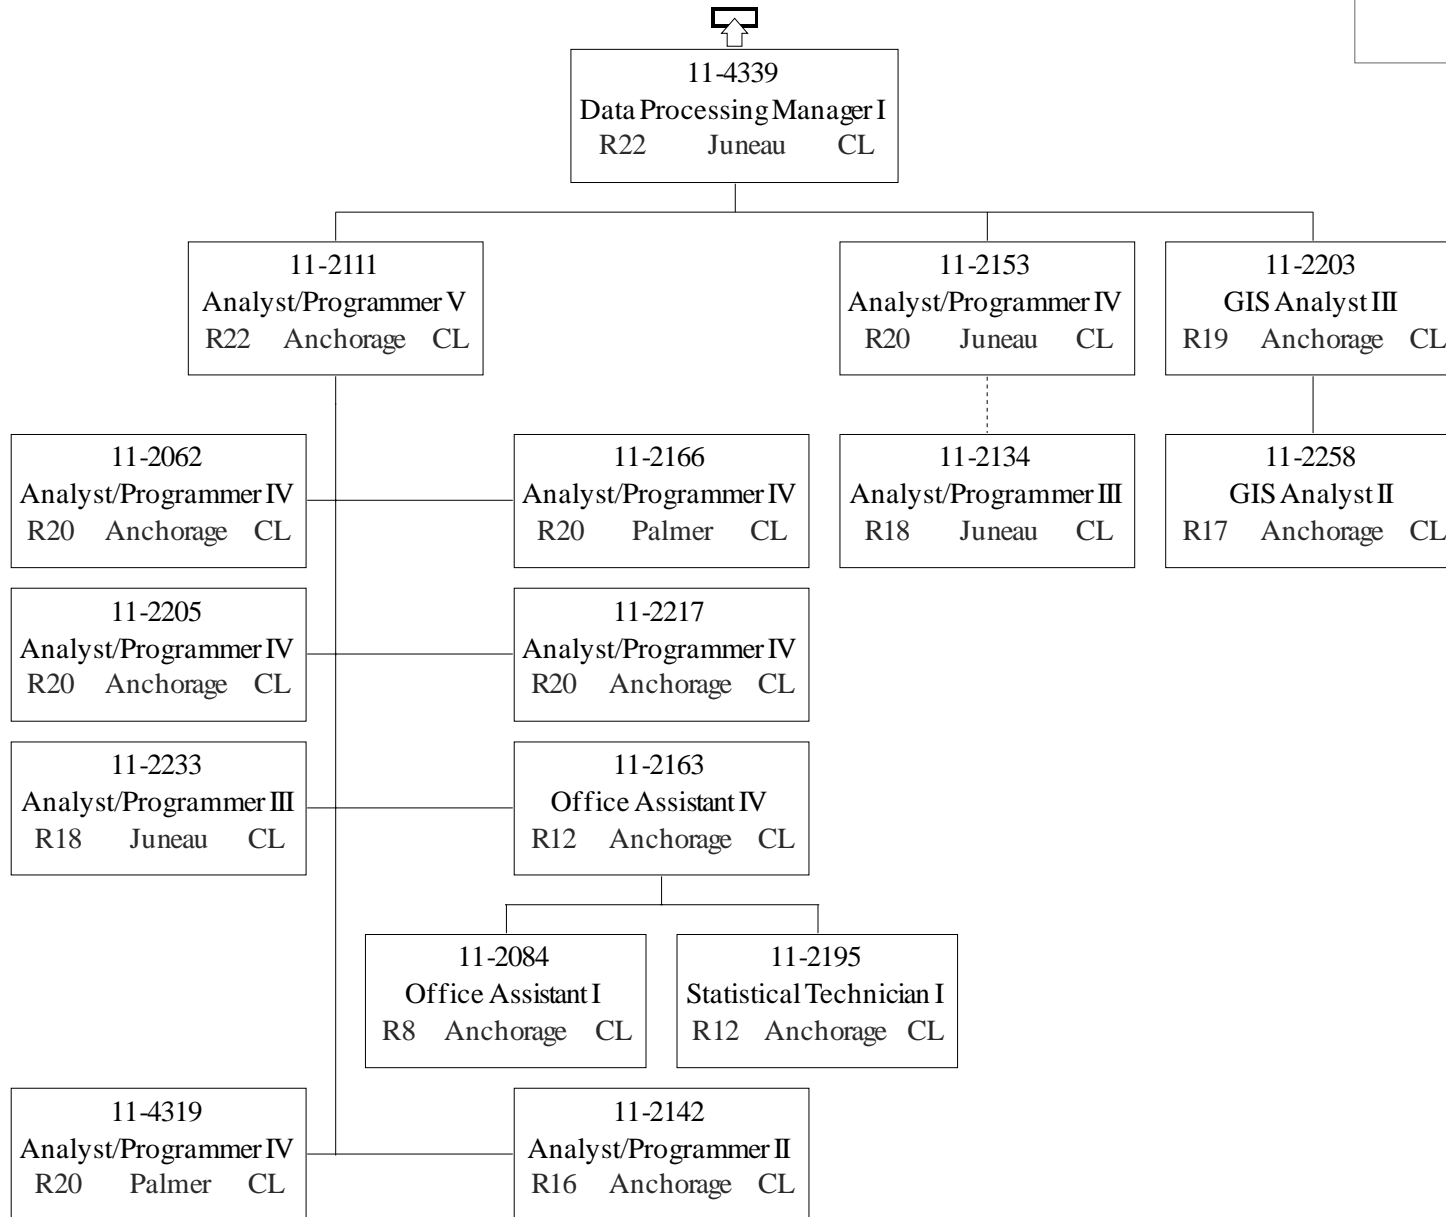 11-4339
Data Processing Manager I
R22 Juneau CL
11-2111
Analyst/Programmer V
R22 Anchorage CL
11-2153
Analyst/Programmer IV
R20 Juneau CL
11-2203
GIS Analyst III
R19 Anchorage CL
11-2062
Analyst/Programmer IV
R20 Anchorage CL
11-2166
Analyst/Programmer IV
R20 Palmer CL
11-2134
Analyst/Programmer III
R18 Juneau CL
11-2258
GIS Analyst II
R17 Anchorage CL
11-2205
Analyst/Programmer IV
R20 Anchorage CL
11-2217
Analyst/Programmer IV
R20 Anchorage CL
11-2233
Analyst/Programmer III
R18 Juneau CL
11-2163
Office Assistant IV
R12 Anchorage CL
11-2084
Office Assistant I
R8 Anchorage CL
11-2195
Statistical Technician I
R12 Anchorage CL
11-4319
Analyst/Programmer IV
R20 Palmer CL
11-2142
Analyst/Programmer II
R16 Anchorage CL